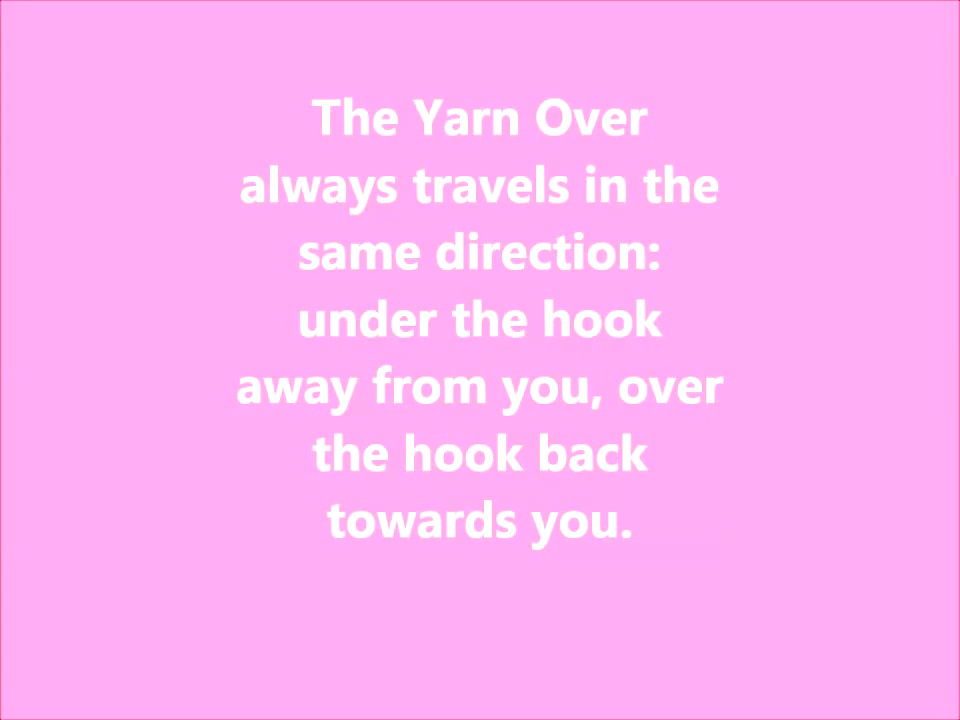 The Yarn Over
always travels in the
same direction:
under the hook
away from you, over
the hook back
towards you.